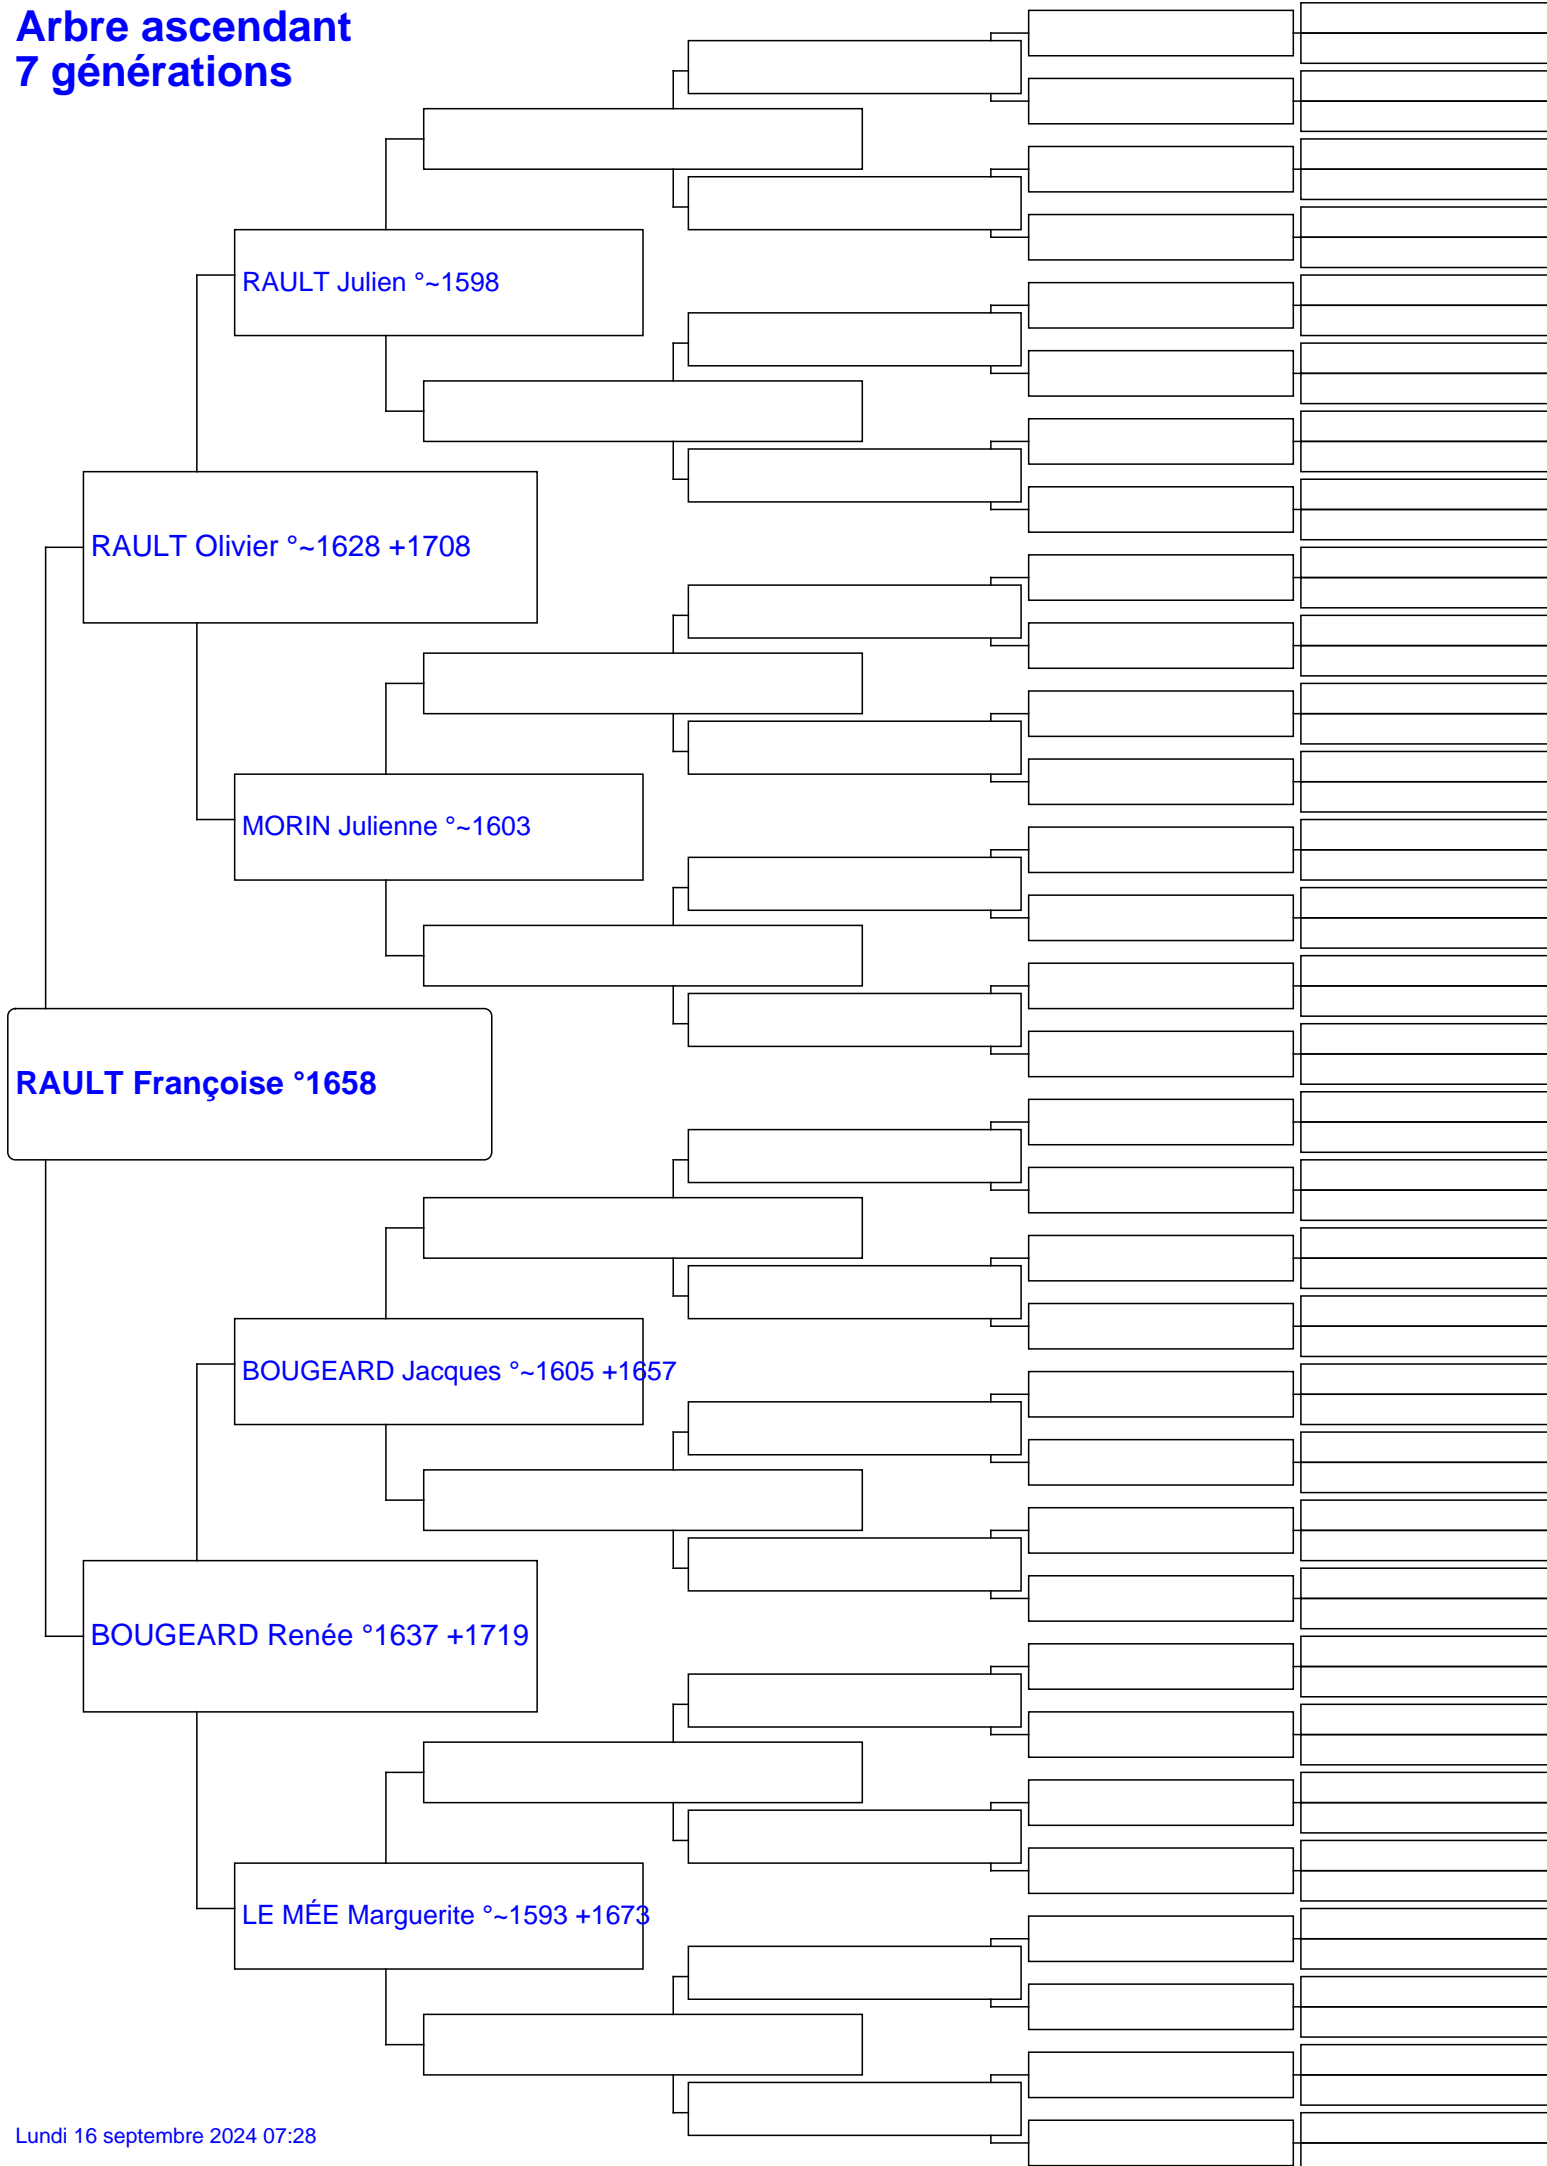 Arbre ascendant
7 générations
RAULT Julien °~1598
RAULT Olivier °~1628 +1708
MORIN Julienne °~1603
RAULT Françoise °1658
BOUGEARD Jacques °~1605 +1657
BOUGEARD Renée °1637 +1719
LE MÉE Marguerite °~1593 +1673
Lundi 16 septembre 2024 07:28